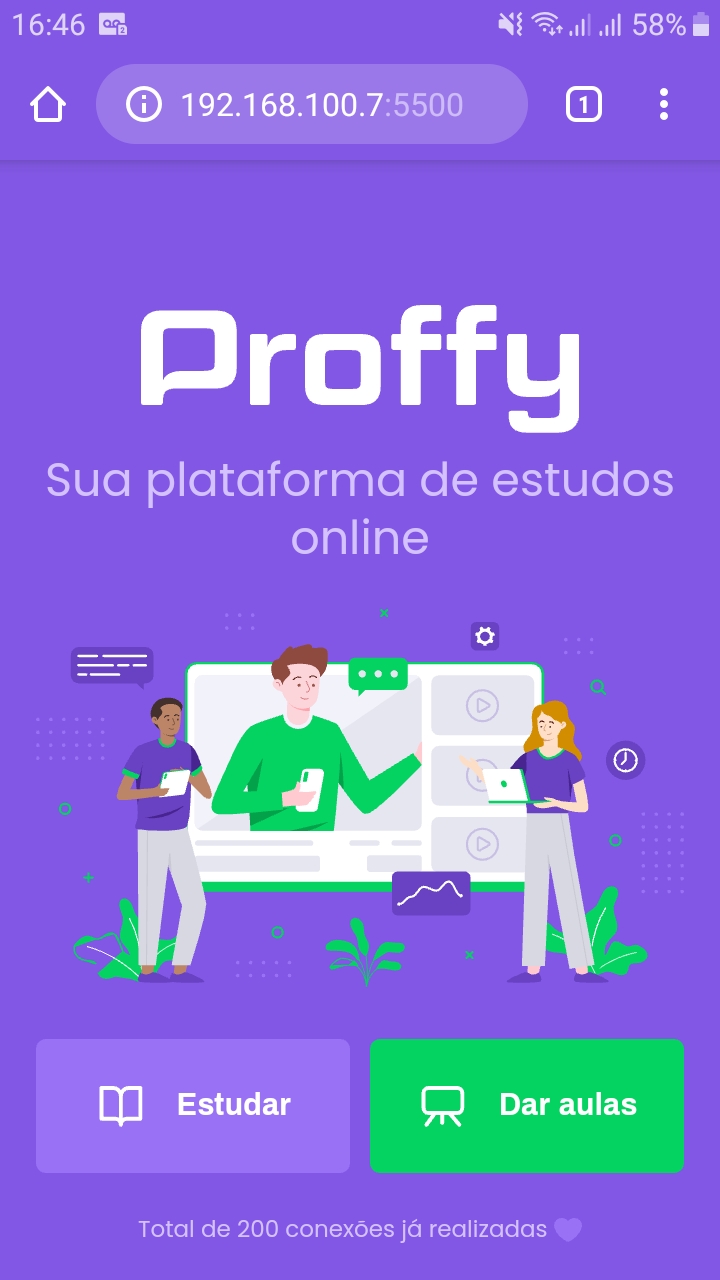 16:46
58%
192.168.100.7:5500
1
Proffy
Sua plataforma de estudos
online
Estudar
Dar aulas
Total de 200 conexões já realizadas